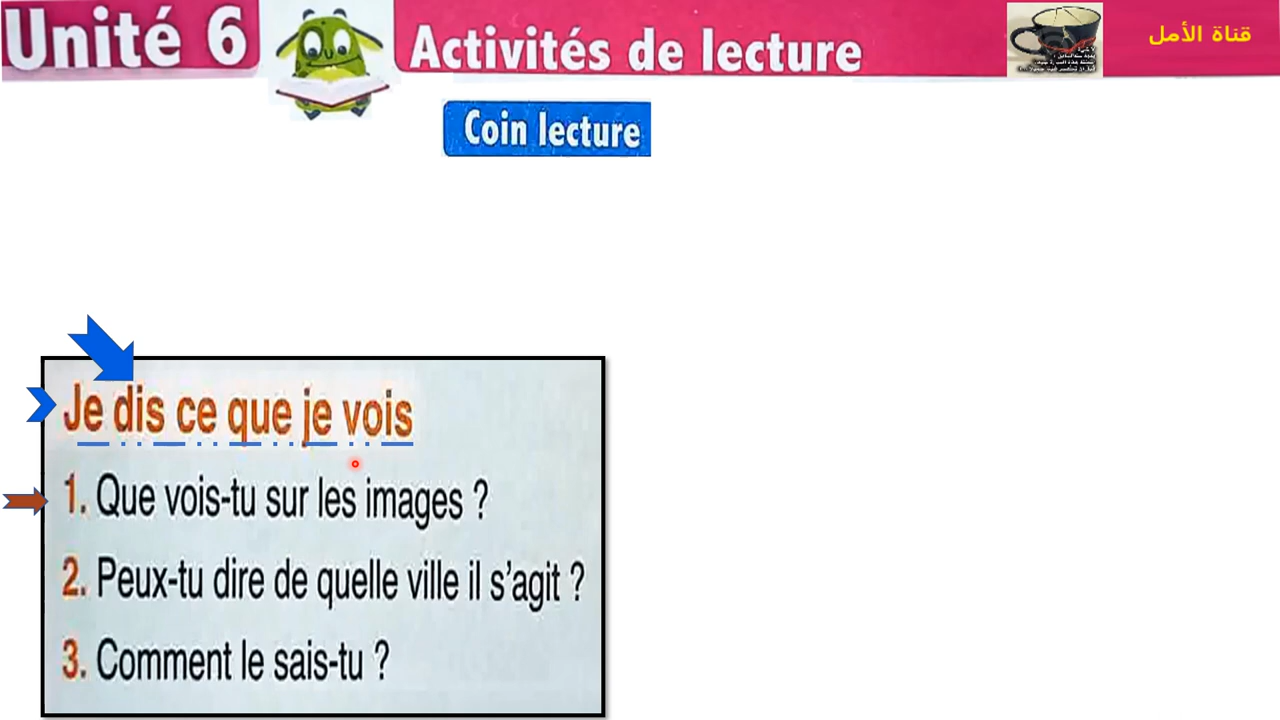 Unité 6
Activités de lecture
قناة الأمل
Coin lecture
Je dis ce que je vois
1. Que vois-tu sur les images ?
2. Peux-tu dire de quelle ville il s'agit ?
3. Comment le sais-tu ?